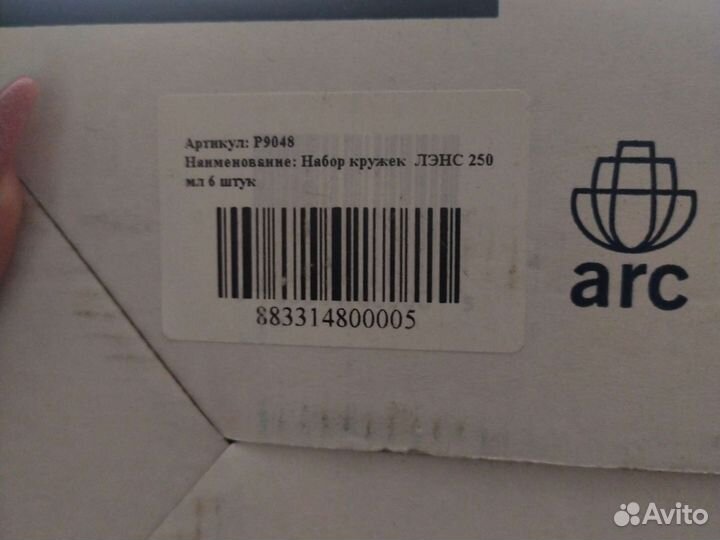 Артикул: P9048
Наименование: Набор кружек ЛЭНС 250
мл 6 штук
883314800005
arc
Avito